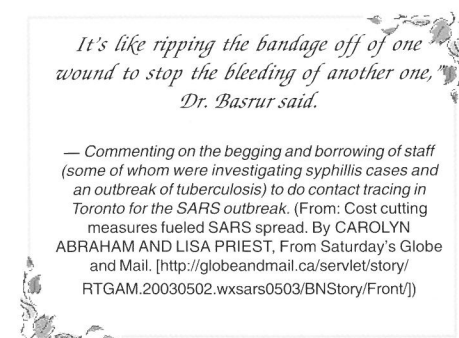 It's like ripping the bandage off of one
wound to stop the bleeding of another one,"
Dr. Basrur said.
— Commenting on the begging and borrowing of staff
(some of whom were investigating syphillis cases and
an outbreak of tuberculosis) to do contact tracing in
Toronto for the SARS outbreak. (From: Cost cutting
measures fueled SARS spread. By CAROLYN
ABRAHAM AND LISA PRIEST, From Saturday's Globe
and Mail. [http://globeandmail.ca/servlet/story/
RTGAM.20030502.wxsars0503/BNStory/Front/])